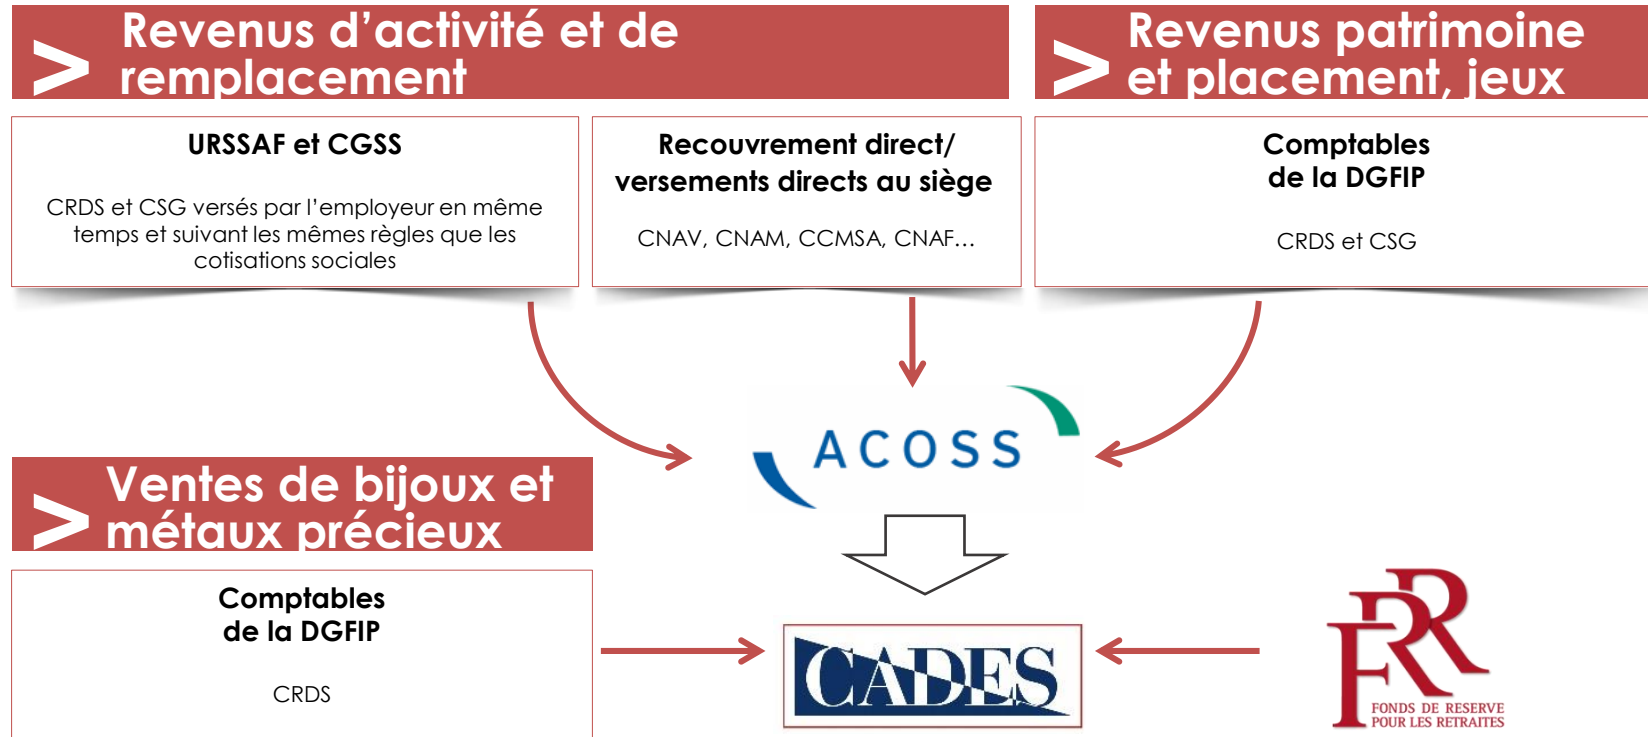 > Revenus d’activité et de
remplacement
> Revenus patrimoine
et placement, jeux
URSSAF et CGSS
CRDS et CSG versés par l’employeur en même
temps et suivant les mêmes règles que les
cotisations sociales
Recouvrement direct/
versements directs au siège
CNAV, CNAM, CCMSA, CNAF…
Comptables
de la DGFIP
CRDS et CSG
ACOSS
> Ventes de bijoux et
métaux précieux
Comptables
de la DGFIP
CRDS
CADES
FRR
FONDS DE RESERVE
POUR LES RETRAITES